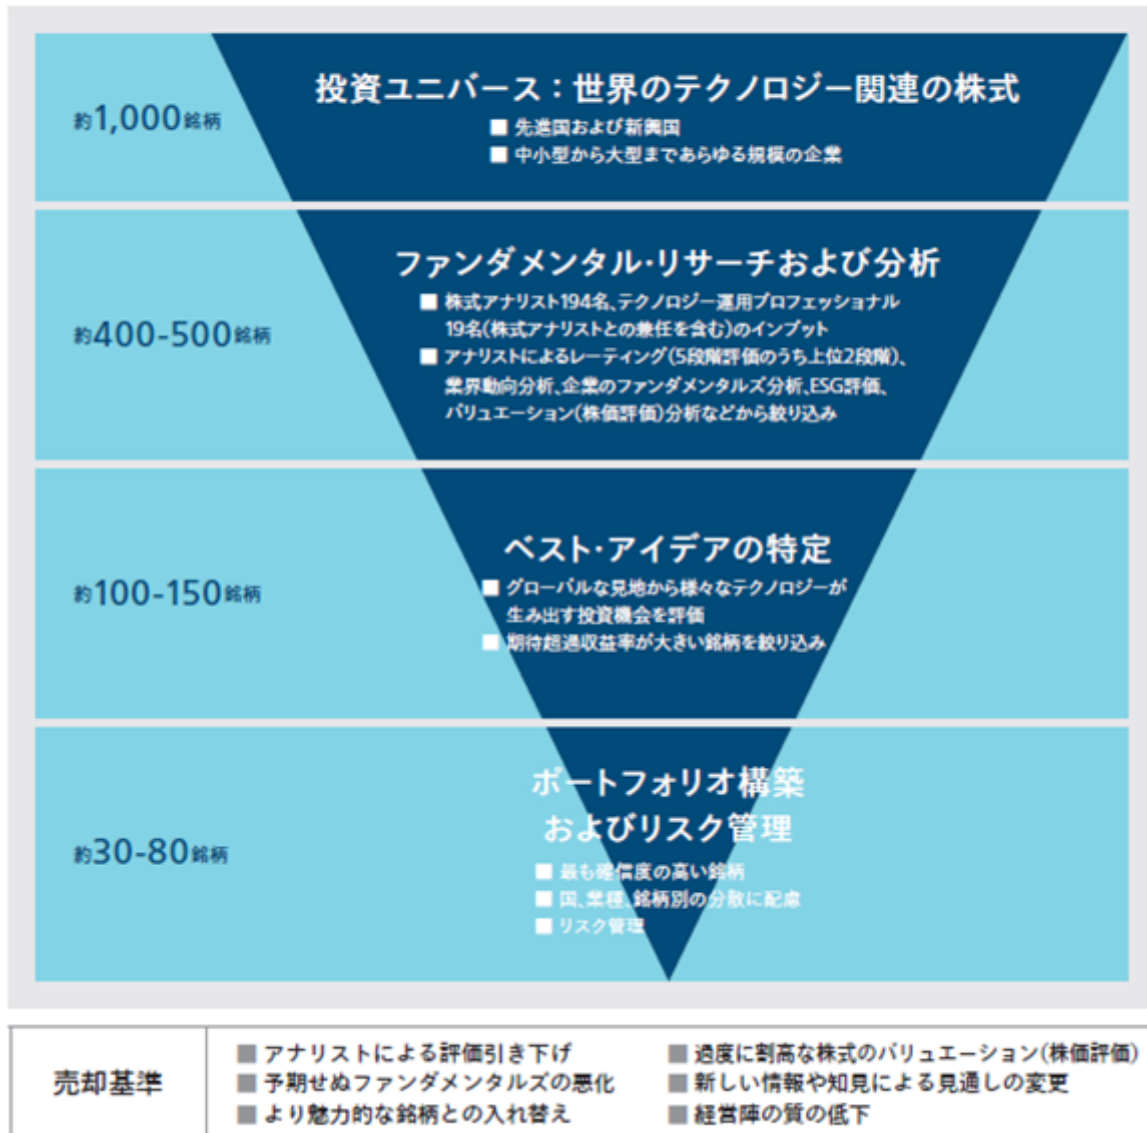 約1,000銘柄
投資ユニバース：世界のテクノロジー関連の株式
■ 先進国および新興国
■ 中小型から大型まであらゆる規模の企業
約400-500銘柄
ファンダメンタル・リサーチおよび分析
■ 株式アナリスト194名、テクノロジー運用プロフェッショナル
19名(株式アナリストとの兼任を含む)のインプット
■ アナリストによるレーティング(5段階評価のうち上位2段階)、
業界動向分析、企業のファンダメンタルズ分析、ESG評価、
バリュエーション(株価評価)分析などから絞り込み
約100-150銘柄
ベスト・アイデアの特定
■ グローバルな見地から様々なテクノロジーが
生み出す投資機会を評価
■ 期待超過収益率が大きい銘柄を絞り込み
約30-80銘柄
ポートフォリオ構築
およびリスク管理
■ 最も確信度の高い銘柄
■ 国、業種、銘柄別の分散に配慮
■ リスク管理
売却基準
■ アナリストによる評価引き下げ
■ 予期せぬファンダメンタルズの悪化
■ より魅力的な銘柄との入れ替え
■ 過度に割高な株式のバリュエーション(株価評価)
■ 新しい情報や知見による見通しの変更
■ 経営陣の質の低下